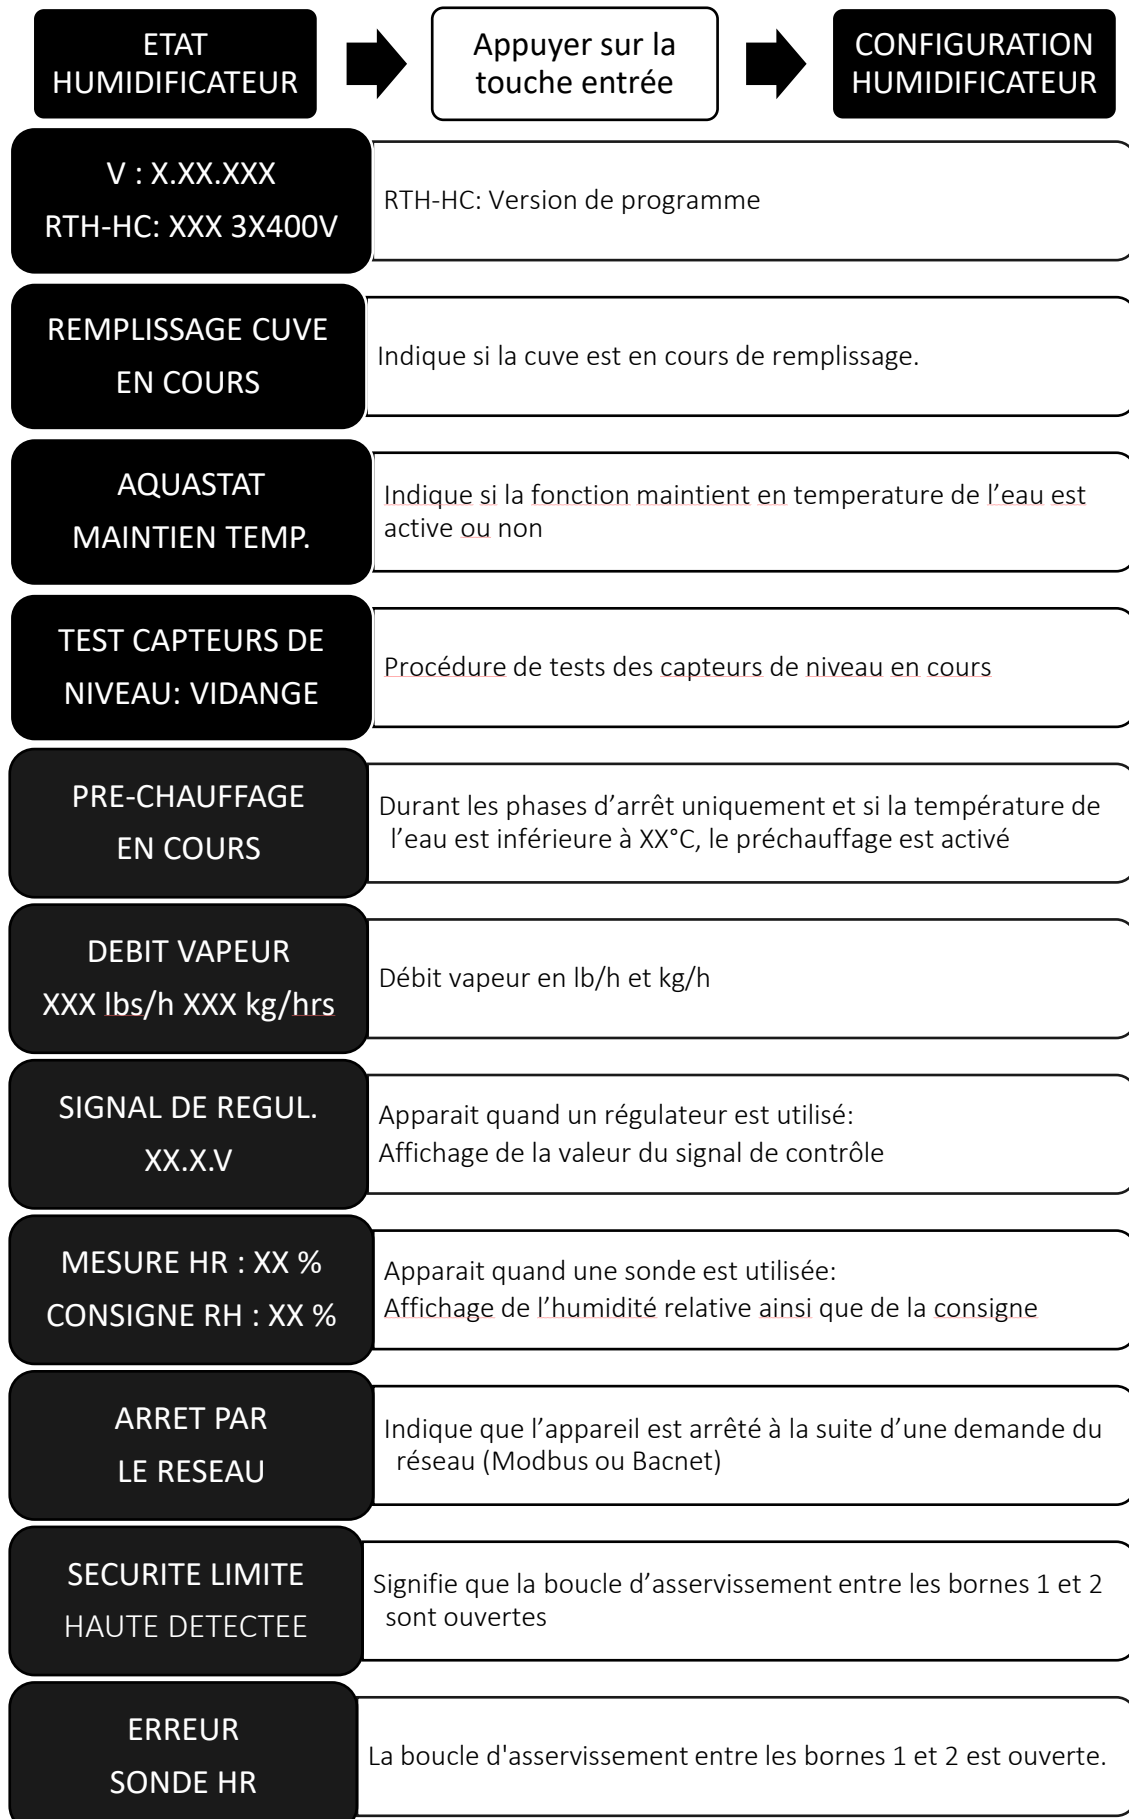 ETAT
HUMIDIFICATEUR
Appuyer sur la
touche entrée
CONFIGURATION
HUMIDIFICATEUR
V : X.XX.XXX
RTH-HC: XXX 3X400V
RTH-HC: Version de programme
REMPLISSAGE CUVE
EN COURS
Indique si la cuve est en cours de remplissage.
AQUASTAT
MAINTIEN TEMP.
Indique si la fonction maintient en temperature de l’eau est
active ou non
TEST CAPTEURS DE
NIVEAU: VIDANGE
Procédure de tests des capteurs de niveau en cours
PRE-CHAUFFAGE
EN COURS
Durant les phases d’arrêt uniquement et si la température de
l’eau est inférieure à XX°C, le préchauffage est activé
DEBIT VAPEUR
XXX lbs/h XXX kg/hrs
Débit vapeur en lb/h et kg/h
SIGNAL DE REGUL.
XX.X.V
Apparait quand un régulateur est utilisé:
Affichage de la valeur du signal de contrôle
MESURE HR : XX %
CONSIGNE RH : XX %
Apparait quand une sonde est utilisée:
Affichage de l’humidité relative ainsi que de la consigne
ARRET PAR
LE RESEAU
Indique que l’appareil est arrêté à la suite d’une demande du
réseau (Modbus ou Bacnet)
SECURITE LIMITE
HAUTE DETECTEE
Signifie que la boucle d’asservissement entre les bornes 1 et 2
sont ouvertes
ERREUR
SONDE HR
La boucle d'asservissement entre les bornes 1 et 2 est ouverte.